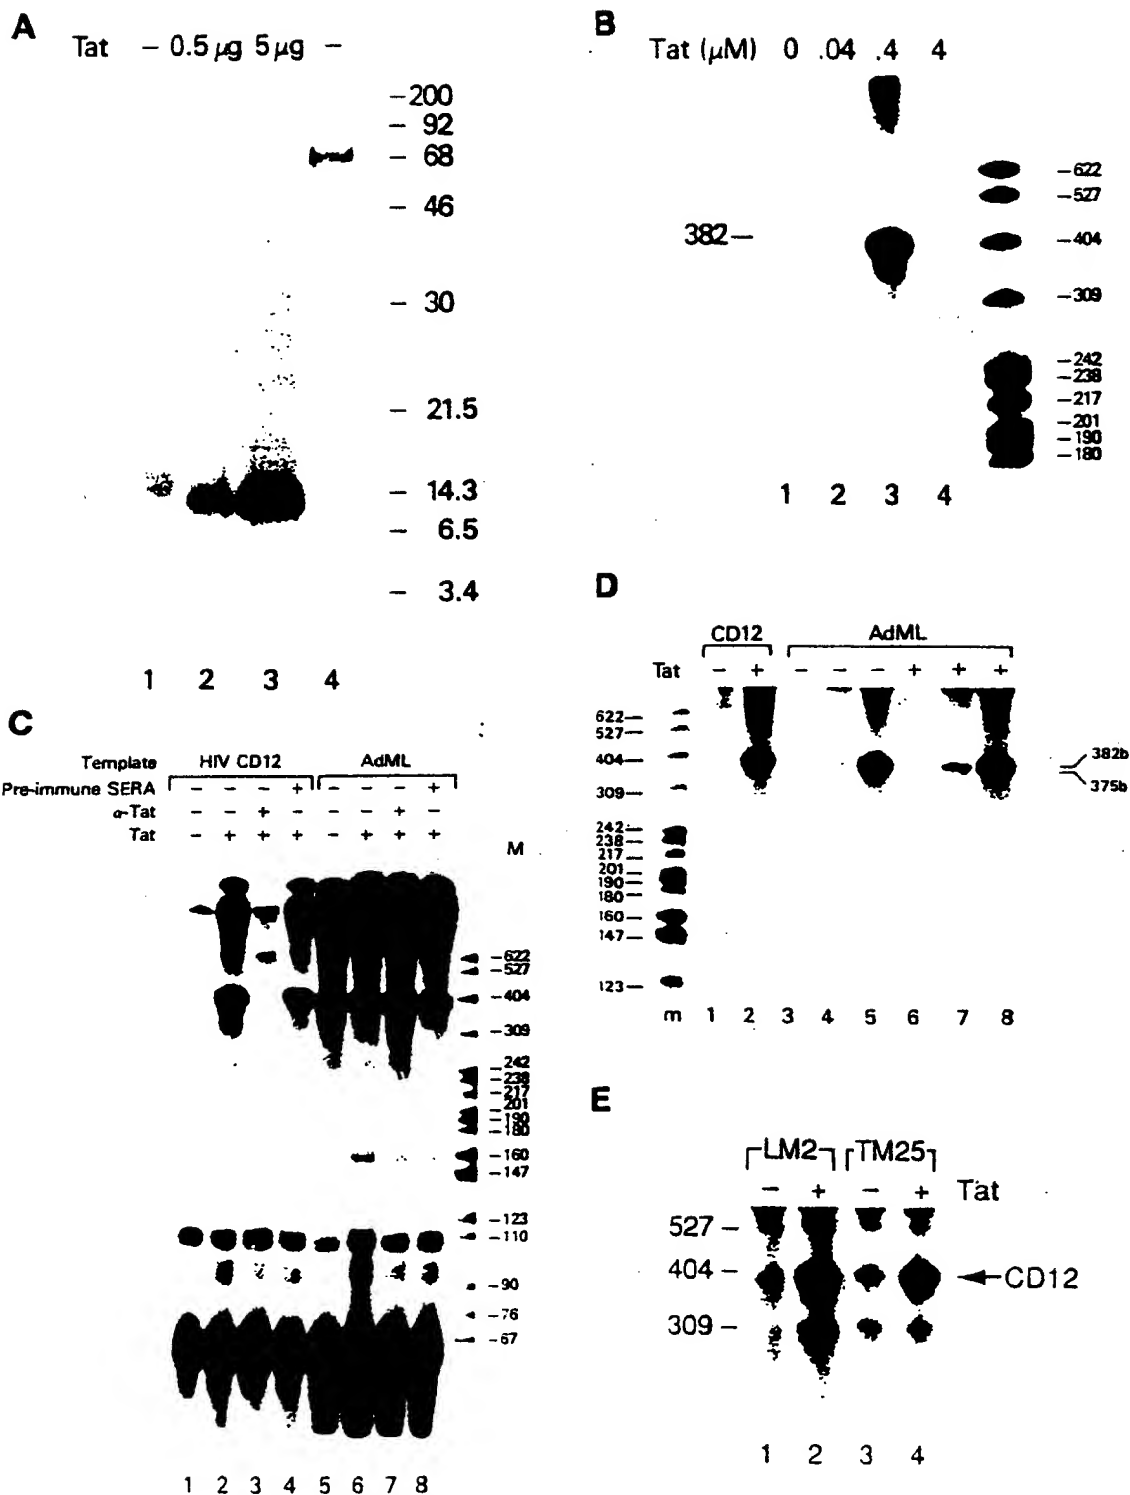 A
Tat – 0.5 µg 5 µg –
–200
– 92
– 68
– 46
– 30
– 21.5
– 14.3
– 6.5
– 3.4
1 2 3 4
B
Tat (µM) 0 .04 .4 4
382–
–622
–527
–404
–309
–242
–238
–217
–201
–190
–180
1 2 3 4
C
Template HIV CD12 AdML
Pre-immune SERA – – – + – – – +
α-Tat – – + – – – + –
Tat – + + + – + + +
M
–622
–527
–404
–309
–242
–238
–217
–201
–190
–180
–160
–147
–123
–110
–90
–76
–67
1 2 3 4 5 6 7 8
D
CD12 AdML
Tat – + – – – + + +
622–
527–
404–
309–
242–
238–
217–
201–
190–
180–
160–
147–
123–
382b
375b
m 1 2 3 4 5 6 7 8
E
LM2 TM25
– + – + Tat
527 –
404 –
309 –
CD12
1 2 3 4